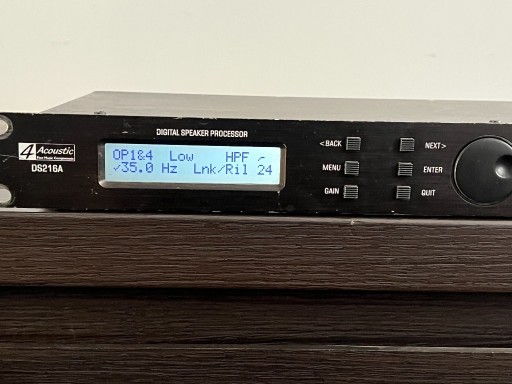 DIGITAL SPEAKER PROCESSOR
4 Acoustic
DS216A
OP1&4 Low HPF
✓35.0 Hz Lnk/Ril 24
<BACK
NEXT>
MENU
ENTER
GAIN
QUIT